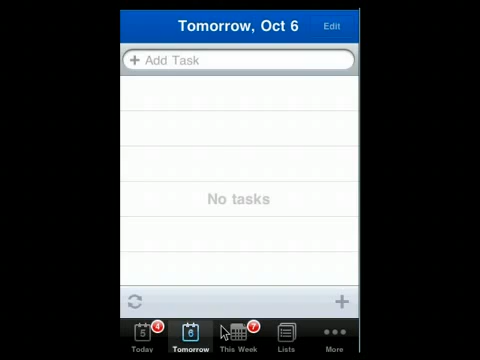 Tomorrow, Oct 6
Edit
+ Add Task
No tasks
+
5 4 6 7
Today Tomorrow This Week Lists More